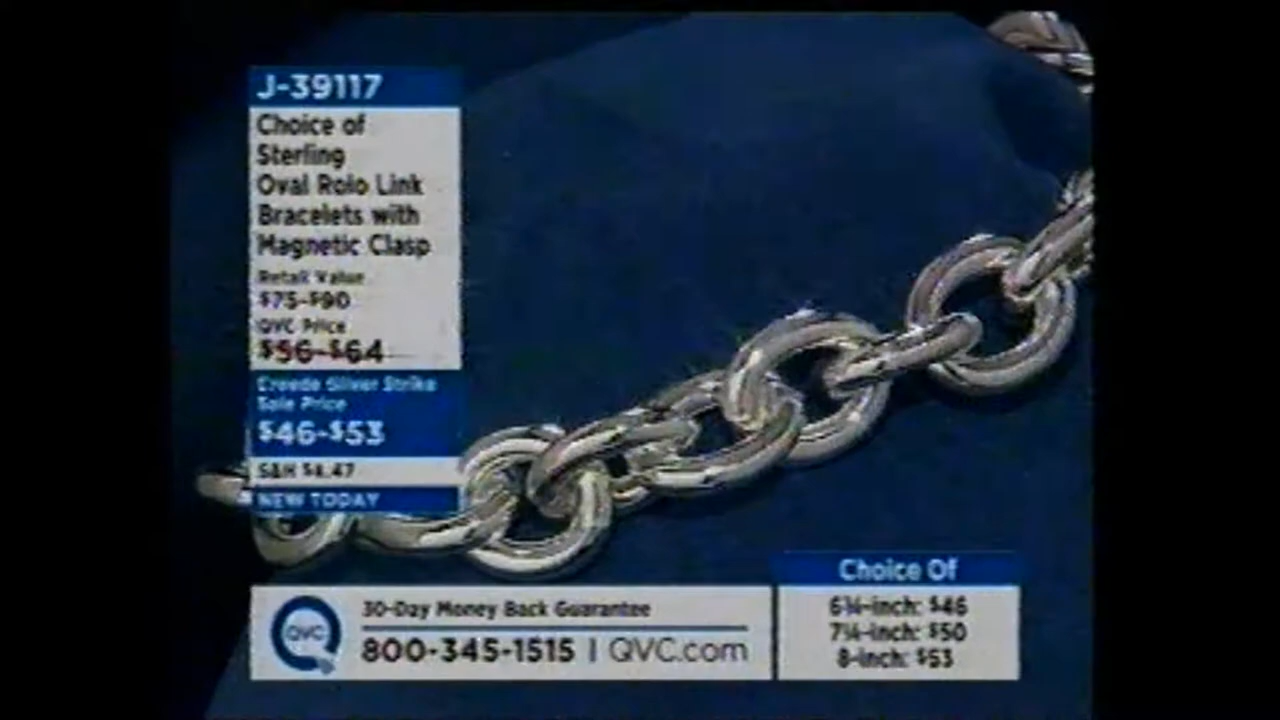 J-39117
Choice of
Sterling
Oval Rolo Link
Bracelets with
Magnetic Clasp
Retail Value
$75-$90
QVC Price
$56-$64
Creede Silver Strike
Sale Price
$46-$53
S&H $4.47
NEW TODAY
Choice Of
6¾-inch: $46
7¼-inch: $50
8-inch: $53
QVC
30-Day Money Back Guarantee
800-345-1515 | QVC.com